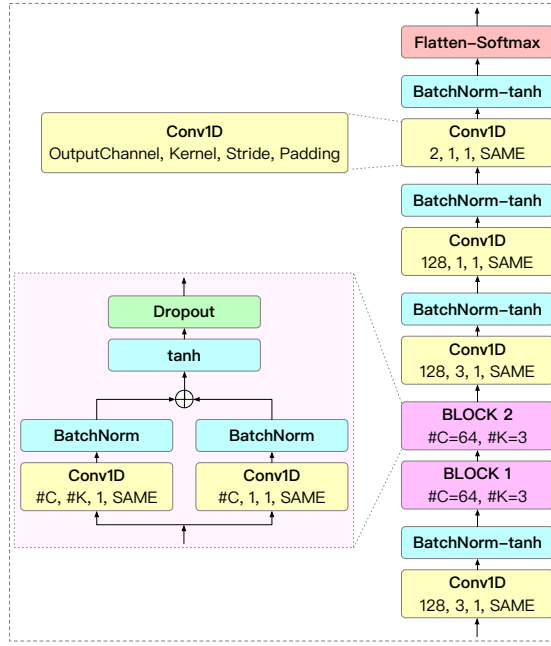 Flatten-Softmax
BatchNorm-tanh
Conv1D
OutputChannel, Kernel, Stride, Padding
Conv1D
2, 1, 1, SAME
BatchNorm-tanh
Conv1D
128, 1, 1, SAME
BatchNorm-tanh
Conv1D
128, 3, 1, SAME
Dropout
tanh
BatchNorm
BatchNorm
Conv1D
#C, #K, 1, SAME
Conv1D
#C, 1, 1, SAME
BLOCK 2
#C=64, #K=3
BLOCK 1
#C=64, #K=3
BatchNorm-tanh
Conv1D
128, 3, 1, SAME